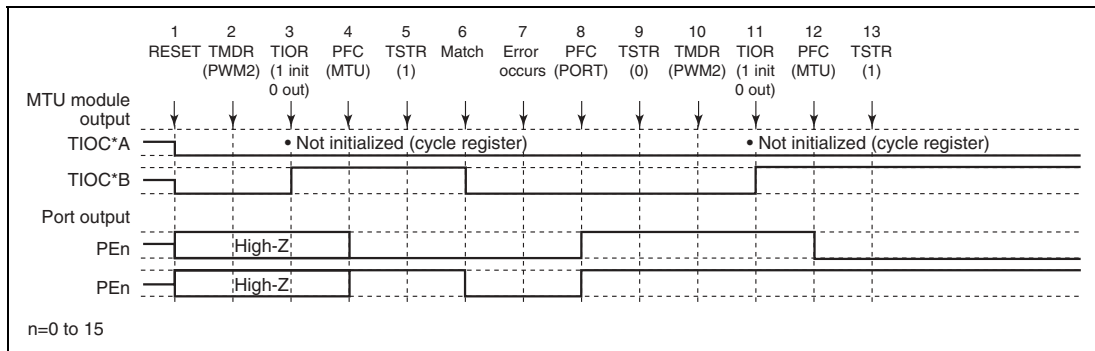 1 2 3 4 5 6 7 8 9 10 11 12 13
RESET TMDR TIOR PFC TSTR Match Error PFC TSTR TMDR TIOR PFC TSTR
(PWM2) (1 init (MTU) (1) occurs (PORT) (0) (PWM2) (1 init (MTU) (1)
0 out) 0 out)
MTU module
output
TIOC*A • Not initialized (cycle register) • Not initialized (cycle register)
TIOC*B
Port output
PEn High-Z
PEn High-Z
n=0 to 15